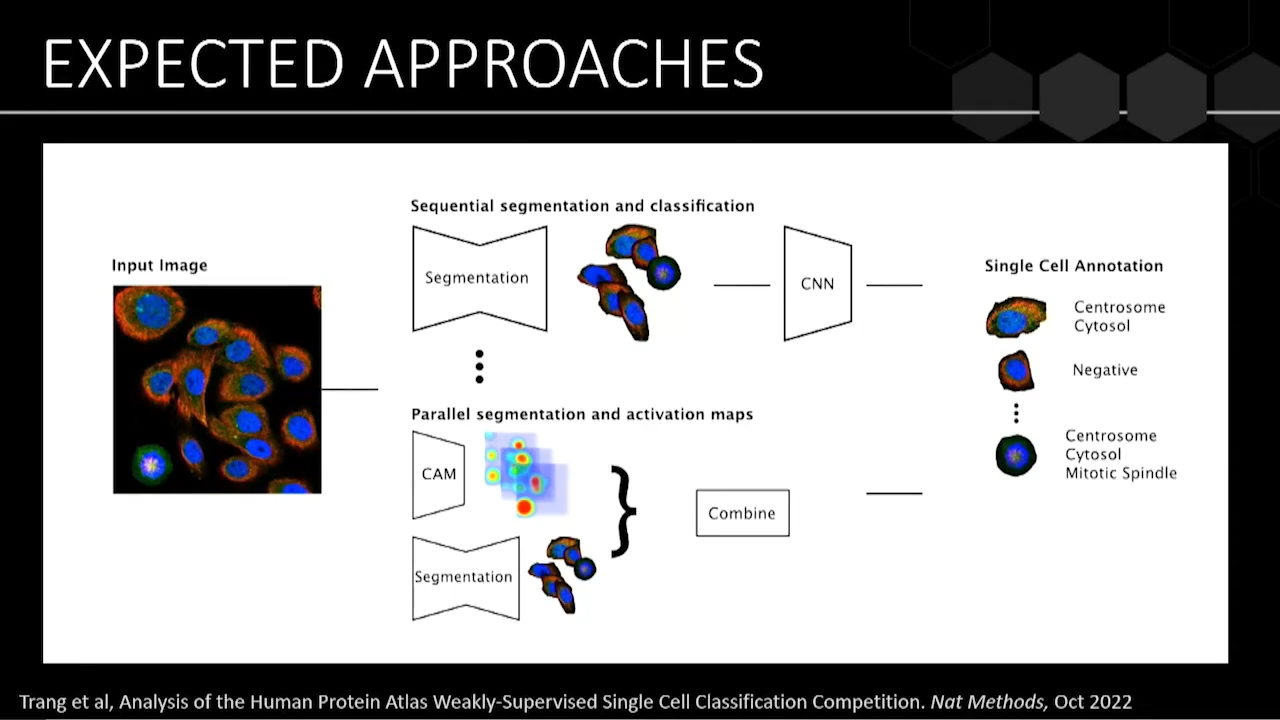 EXPECTED APPROACHES
Input Image
Sequential segmentation and classification
Segmentation
CNN
Parallel segmentation and activation maps
CAM
Segmentation
Combine
Single Cell Annotation
Centrosome
Cytosol
Negative
Centrosome
Cytosol
Mitotic Spindle
Trang et al, Analysis of the Human Protein Atlas Weakly-Supervised Single Cell Classification Competition. Nat Methods, Oct 2022